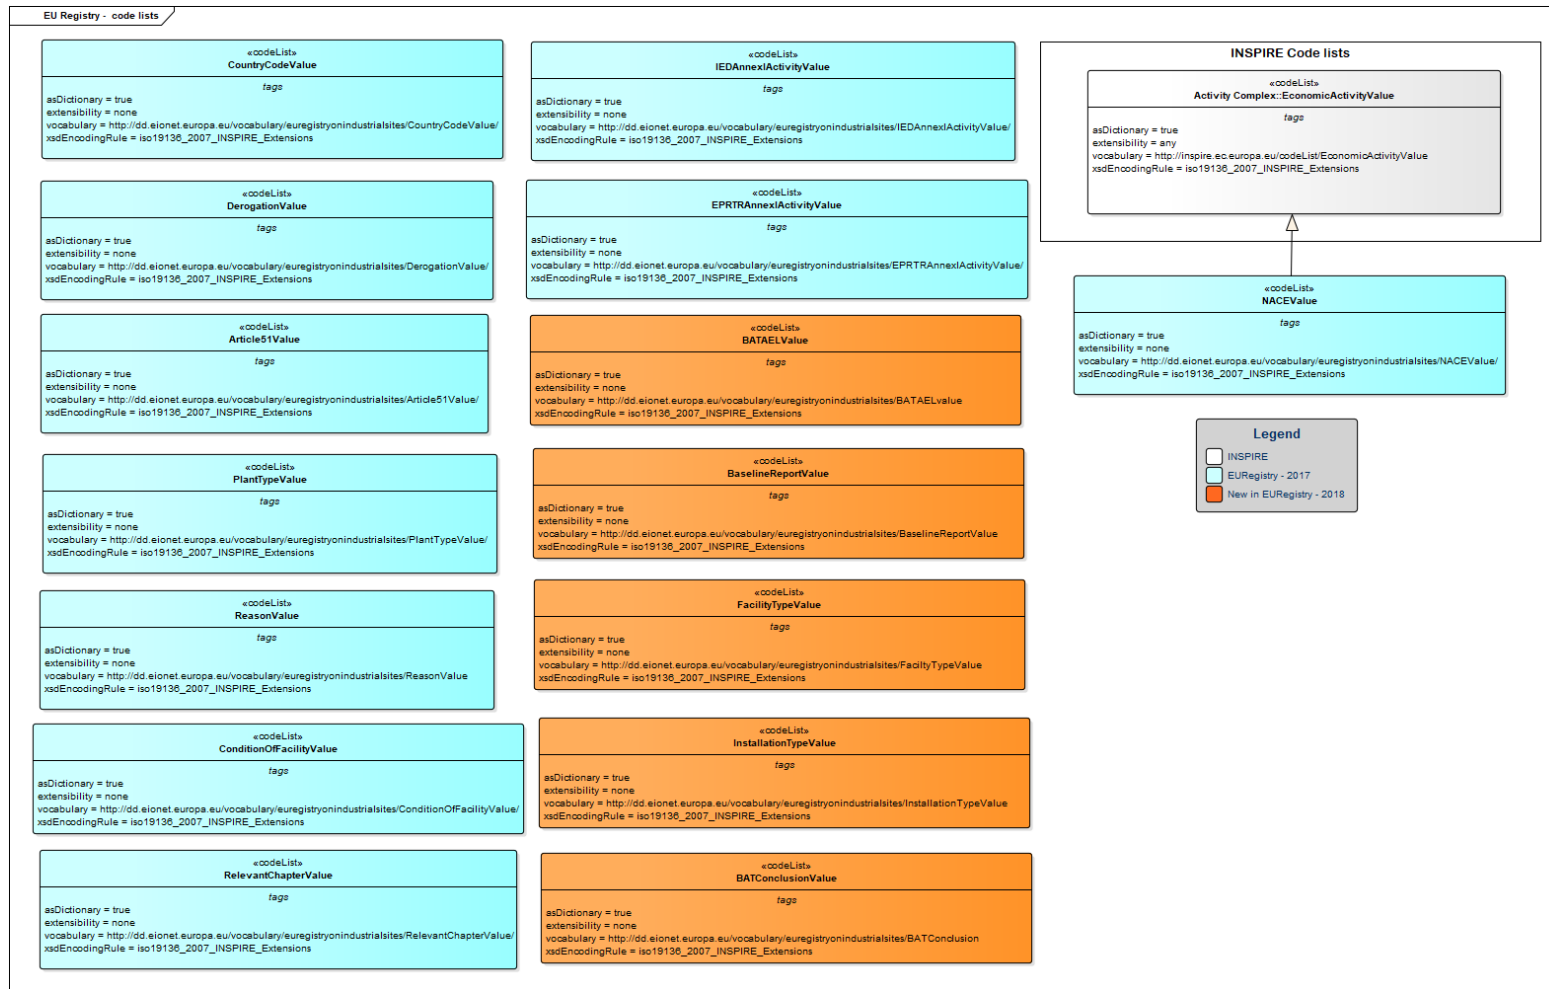 EU Registry - code lists
«codeList»
CountryCodeValue
tags
asDictionary = true
extensibility = none
vocabulary = http://dd.eionet.europa.eu/vocabulary/euregistryonindustrialsites/CountryCodeValue/
xsdEncodingRule = iso19136_2007_INSPIRE_Extensions
«codeList»
DerogationValue
tags
asDictionary = true
extensibility = none
vocabulary = http://dd.eionet.europa.eu/vocabulary/euregistryonindustrialsites/DerogationValue/
xsdEncodingRule = iso19136_2007_INSPIRE_Extensions
«codeList»
Article51Value
tags
asDictionary = true
extensibility = none
vocabulary = http://dd.eionet.europa.eu/vocabulary/euregistryonindustrialsites/Article51Value/
xsdEncodingRule = iso19136_2007_INSPIRE_Extensions
«codeList»
PlantTypeValue
tags
asDictionary = true
extensibility = none
vocabulary = http://dd.eionet.europa.eu/vocabulary/euregistryonindustrialsites/PlantTypeValue/
xsdEncodingRule = iso19136_2007_INSPIRE_Extensions
«codeList»
ReasonValue
tags
asDictionary = true
extensibility = none
vocabulary = http://dd.eionet.europa.eu/vocabulary/euregistryonindustrialsites/ReasonValue
xsdEncodingRule = iso19136_2007_INSPIRE_Extensions
«codeList»
ConditionOfFacilityValue
tags
asDictionary = true
extensibility = none
vocabulary = http://dd.eionet.europa.eu/vocabulary/euregistryonindustrialsites/ConditionOfFacilityValue/
xsdEncodingRule = iso19136_2007_INSPIRE_Extensions
«codeList»
RelevantChapterValue
tags
asDictionary = true
extensibility = none
vocabulary = http://dd.eionet.europa.eu/vocabulary/euregistryonindustrialsites/RelevantChapterValue/
xsdEncodingRule = iso19136_2007_INSPIRE_Extensions
«codeList»
IEDAnnexIActivityValue
tags
asDictionary = true
extensibility = none
vocabulary = http://dd.eionet.europa.eu/vocabulary/euregistryonindustrialsites/IEDAnnexIActivityValue/
xsdEncodingRule = iso19136_2007_INSPIRE_Extensions
«codeList»
EPRTRAnnexIActivityValue
tags
asDictionary = true
extensibility = none
vocabulary = http://dd.eionet.europa.eu/vocabulary/euregistryonindustrialsites/EPRTRAnnexIActivityValue/
xsdEncodingRule = iso19136_2007_INSPIRE_Extensions
«codeList»
BATAELValue
tags
asDictionary = true
extensibility = none
vocabulary = http://dd.eionet.europa.eu/vocabulary/euregistryonindustrialsites/BATAELvalue
xsdEncodingRule = iso19136_2007_INSPIRE_Extensions
«codeList»
BaselineReportValue
tags
asDictionary = true
extensibility = none
vocabulary = http://dd.eionet.europa.eu/vocabulary/euregistryonindustrialsites/BaselineReportValue
xsdEncodingRule = iso19136_2007_INSPIRE_Extensions
«codeList»
FacilityTypeValue
tags
asDictionary = true
extensibility = none
vocabulary = http://dd.eionet.europa.eu/vocabulary/euregistryonindustrialsites/FaciltyTypeValue
xsdEncodingRule = iso19136_2007_INSPIRE_Extensions
«codeList»
InstallationTypeValue
tags
asDictionary = true
extensibility = none
vocabulary = http://dd.eionet.europa.eu/vocabulary/euregistryonindustrialsites/InstallationTypeValue
xsdEncodingRule = iso19136_2007_INSPIRE_Extensions
«codeList»
BATConclusionValue
tags
asDictionary = true
extensibility = none
vocabulary = http://dd.eionet.europa.eu/vocabulary/euregistryonindustrialsites/BATConclusion
xsdEncodingRule = iso19136_2007_INSPIRE_Extensions
INSPIRE Code lists
«codeList»
Activity Complex::EconomicActivityValue
tags
asDictionary = true
extensibility = any
vocabulary = http://inspire.ec.europa.eu/codeList/EconomicActivityValue
xsdEncodingRule = iso19136_2007_INSPIRE_Extensions
«codeList»
NACEValue
tags
asDictionary = true
extensibility = none
vocabulary = http://dd.eionet.europa.eu/vocabulary/euregistryonindustrialsites/NACEValue/
xsdEncodingRule = iso19136_2007_INSPIRE_Extensions
Legend
INSPIRE
EURegistry - 2017
New in EURegistry - 2018